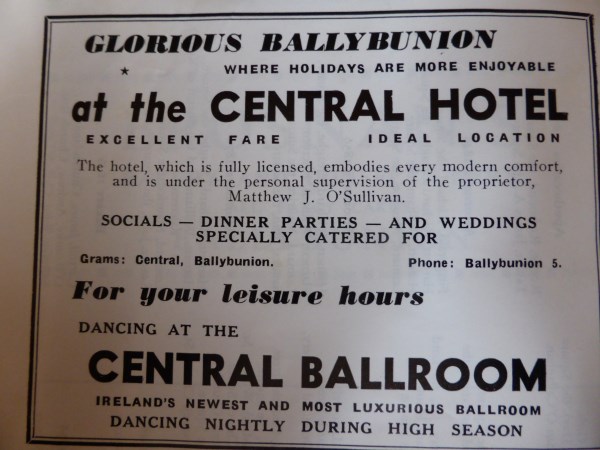 GLORIOUS BALLYBUNION
★ WHERE HOLIDAYS ARE MORE ENJOYABLE
at the CENTRAL HOTEL
EXCELLENT FARE IDEAL LOCATION
The hotel, which is fully licensed, embodies every modern comfort,
and is under the personal supervision of the proprietor,
Matthew J. O'Sullivan.
SOCIALS — DINNER PARTIES — AND WEDDINGS
SPECIALLY CATERED FOR
Grams: Central, Ballybunion. Phone: Ballybunion 5.
For your leisure hours
DANCING AT THE
CENTRAL BALLROOM
IRELAND'S NEWEST AND MOST LUXURIOUS BALLROOM
DANCING NIGHTLY DURING HIGH SEASON